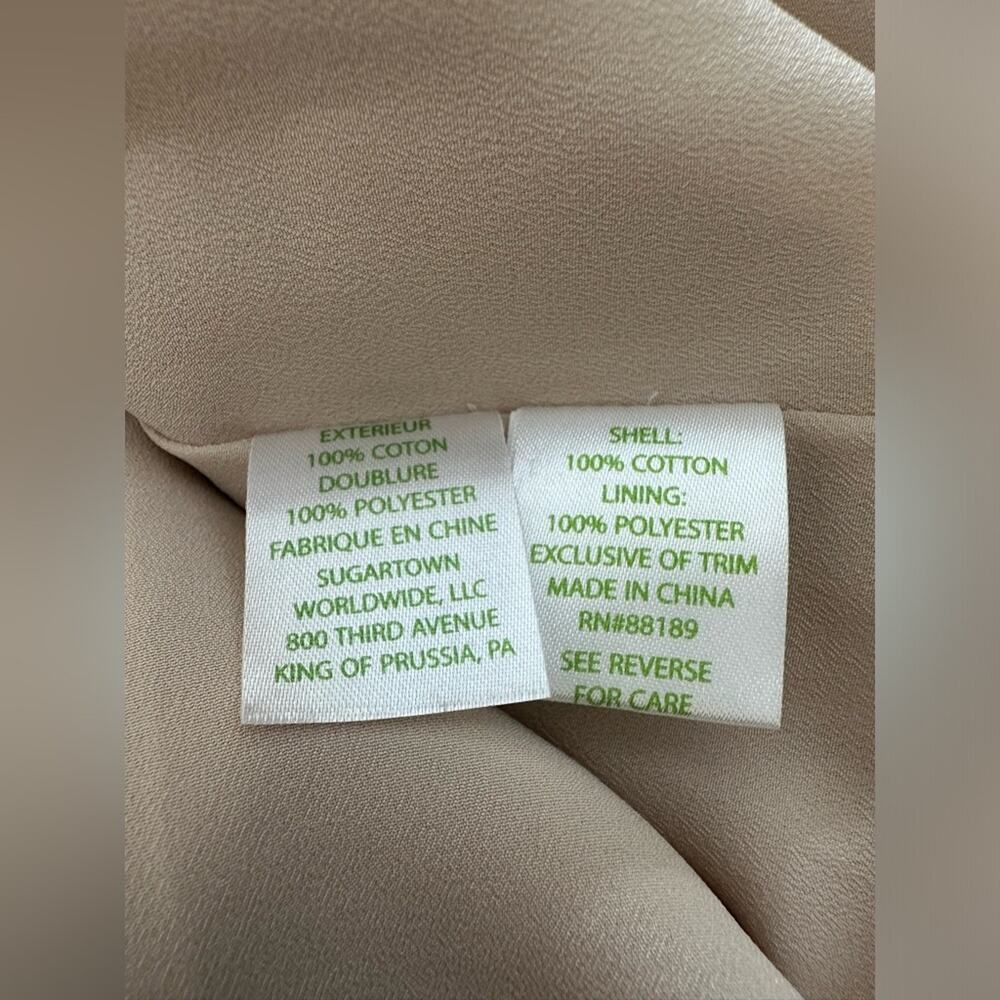 EXTERIEUR
100% COTON
DOUBLURE
100% POLYESTER
FABRIQUE EN CHINE
SUGARTOWN
WORLDWIDE, LLC
800 THIRD AVENUE
KING OF PRUSSIA, PA
SHELL:
100% COTTON
LINING:
100% POLYESTER
EXCLUSIVE OF TRIM
MADE IN CHINA
RN#88189
SEE REVERSE
FOR CARE